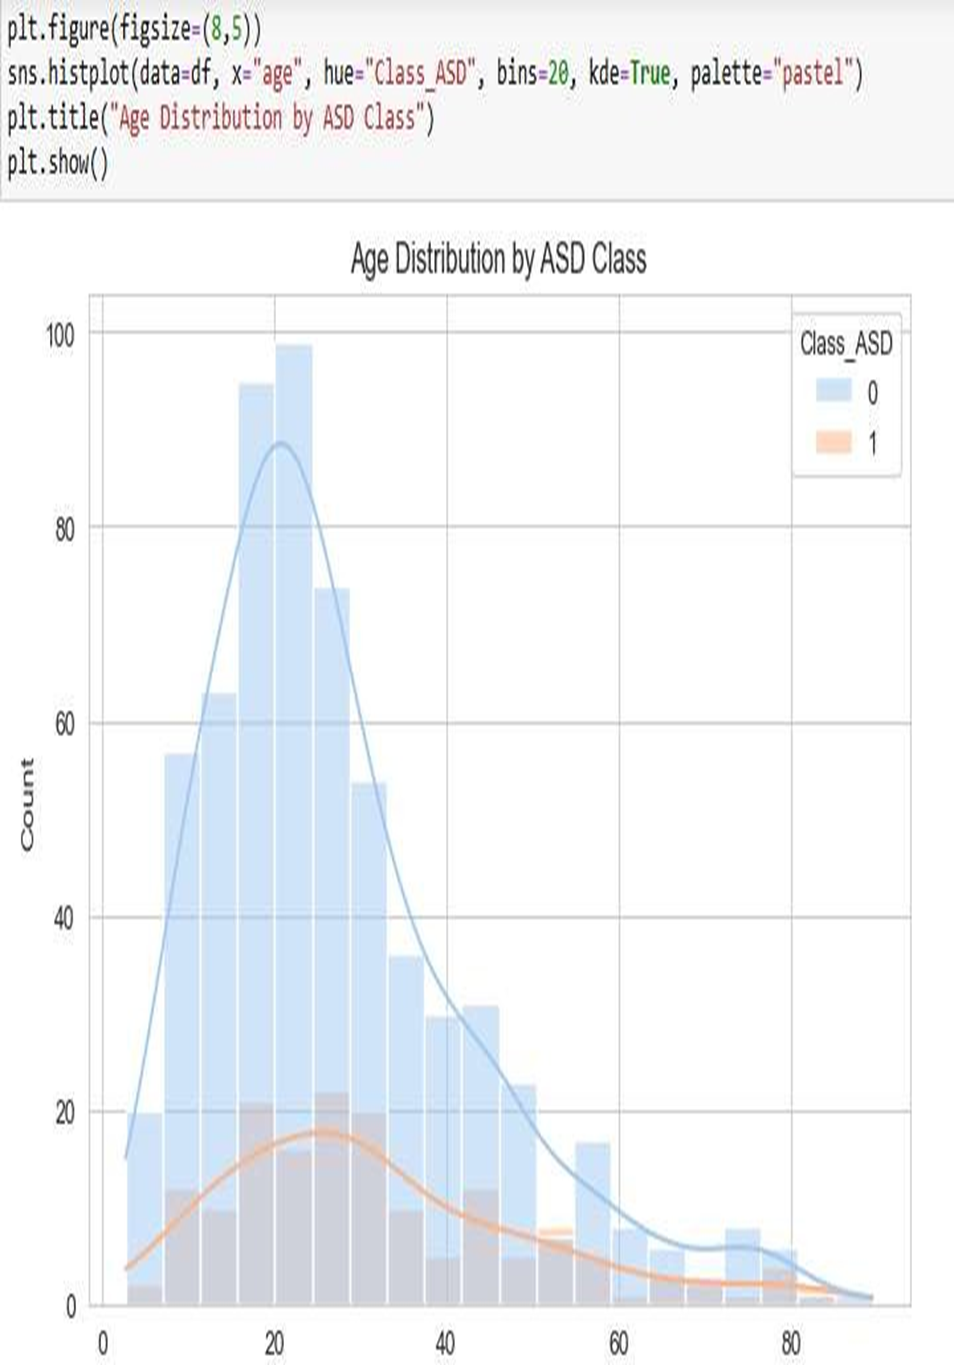 plt.figure(figsize=(8,5))
sns.histplot(data=df, x="age", hue="Class_ASD", bins=20, kde=True, palette="pastel")
plt.title("Age Distribution by ASD Class")
plt.show()
Age Distribution by ASD Class
Class_ASD
0
1
100
80
60
40
20
0
Count
0 20 40 60 80